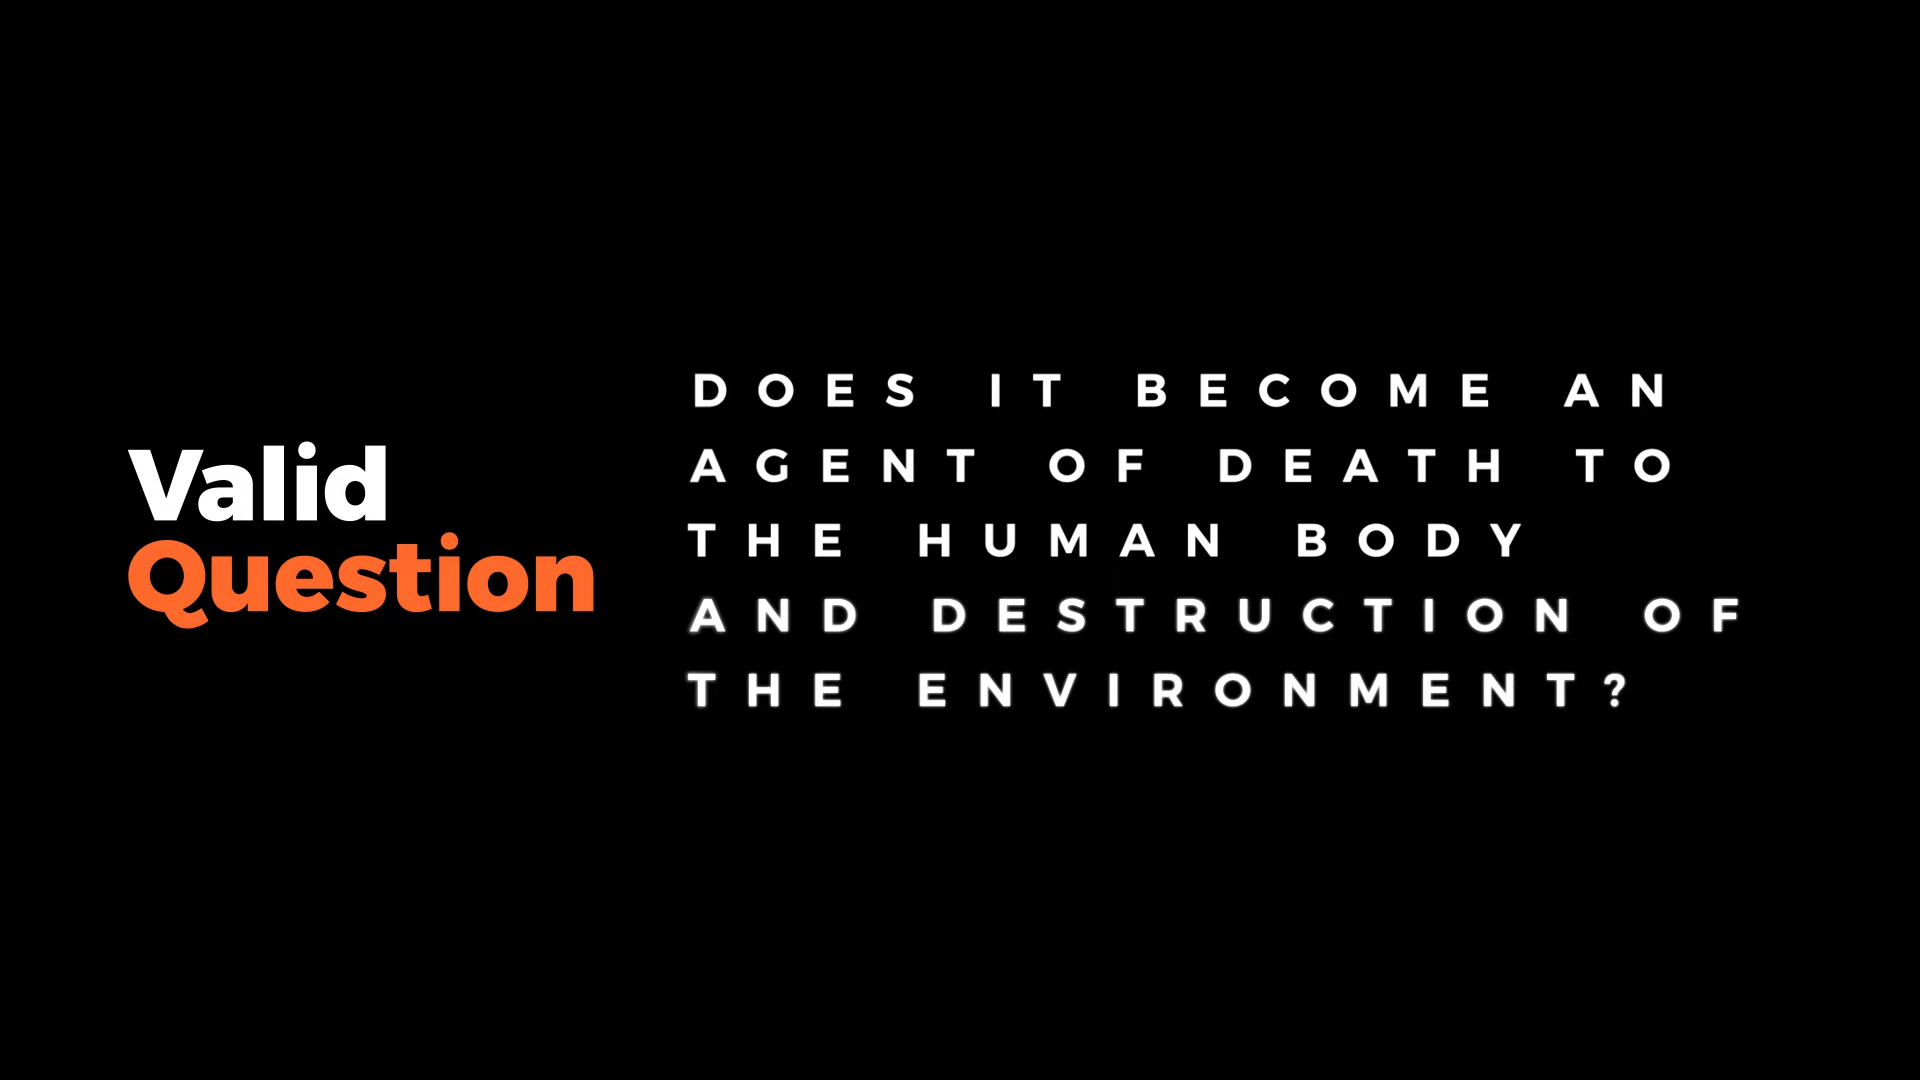 Valid
Question
DOES IT BECOME AN
AGENT OF DEATH TO
THE HUMAN BODY
AND DESTRUCTION OF
THE ENVIRONMENT?